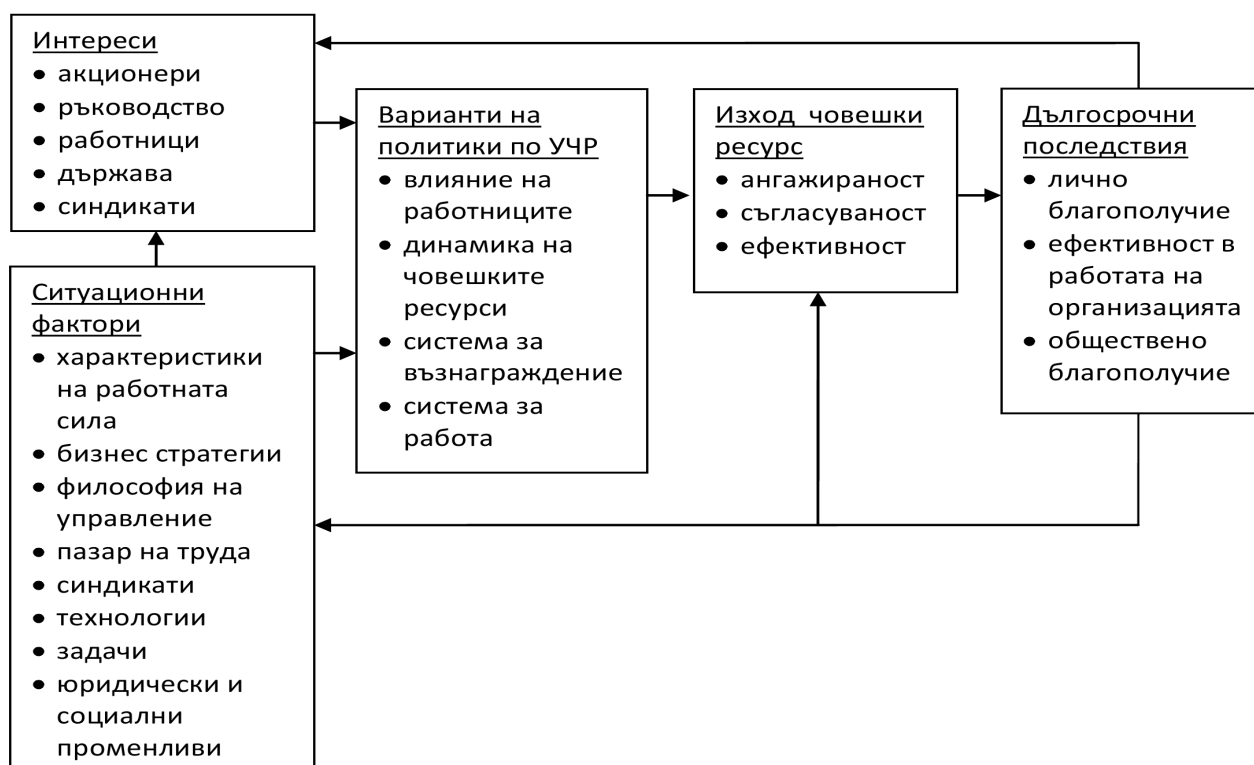 Интереси
• акционери
• ръководство
• работници
• държава
• синдикати
Ситуационни
фактори
• характеристики
на работната
сила
• бизнес стратегии
• философия на
управление
• пазар на труда
• синдикати
• технологии
• задачи
• юридически и
социални
променливи
Варианти на
политики по УЧР
• влияние на
работниците
• динамика на
човешките
ресурси
• система за
възнаграждение
• система за
работа
Изход човешки
ресурс
• ангажираност
• съгласуваност
• ефективност
Дългосрочни
последствия
• лично
благополучие
• ефективност в
работата на
организацията
• обществено
благополучие